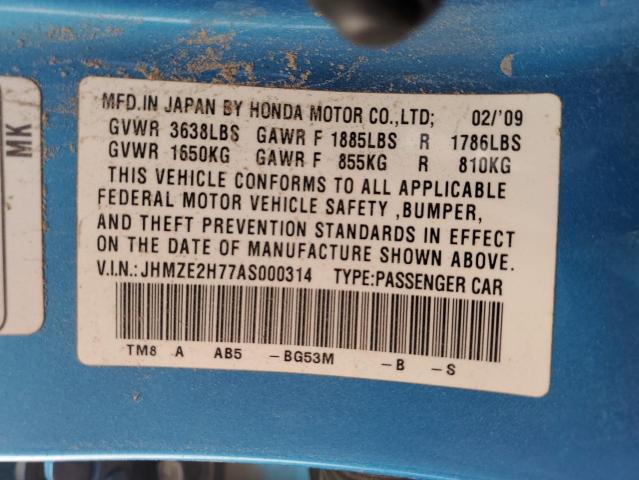 MFD.IN JAPAN BY HONDA MOTOR CO.,LTD; 02/'09
GVWR 3638LBS GAWR F 1885LBS R 1786LBS
GVWR 1650KG GAWR F 855KG R 810KG
THIS VEHICLE CONFORMS TO ALL APPLICABLE
FEDERAL MOTOR VEHICLE SAFETY ,BUMPER,
AND THEFT PREVENTION STANDARDS IN EFFECT
ON THE DATE OF MANUFACTURE SHOWN ABOVE.
V.I.N.:JHMZE2H77AS000314 TYPE:PASSENGER CAR
TM8 A AB5 -BG53M -B -S
MK